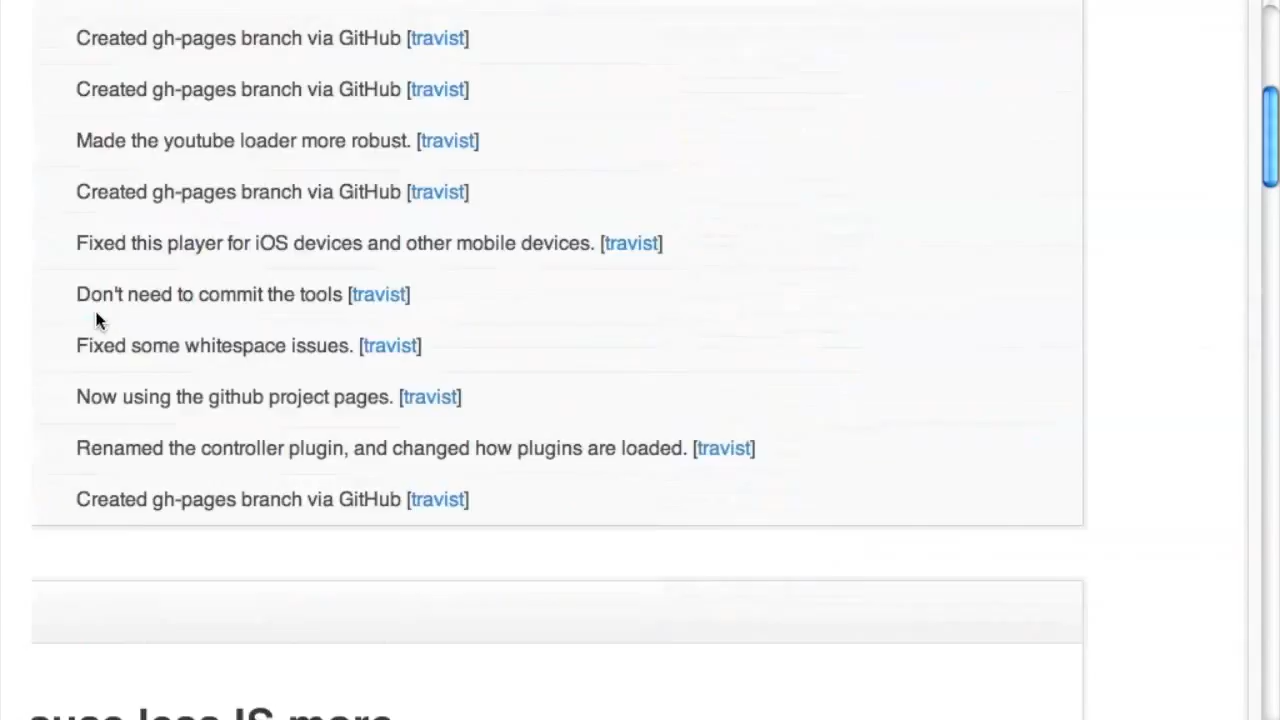 Created gh-pages branch via GitHub [travist]
Created gh-pages branch via GitHub [travist]
Made the youtube loader more robust. [travist]
Created gh-pages branch via GitHub [travist]
Fixed this player for iOS devices and other mobile devices. [travist]
Don't need to commit the tools [travist]
Fixed some whitespace issues. [travist]
Now using the github project pages. [travist]
Renamed the controller plugin, and changed how plugins are loaded. [travist]
Created gh-pages branch via GitHub [travist]
less JS more